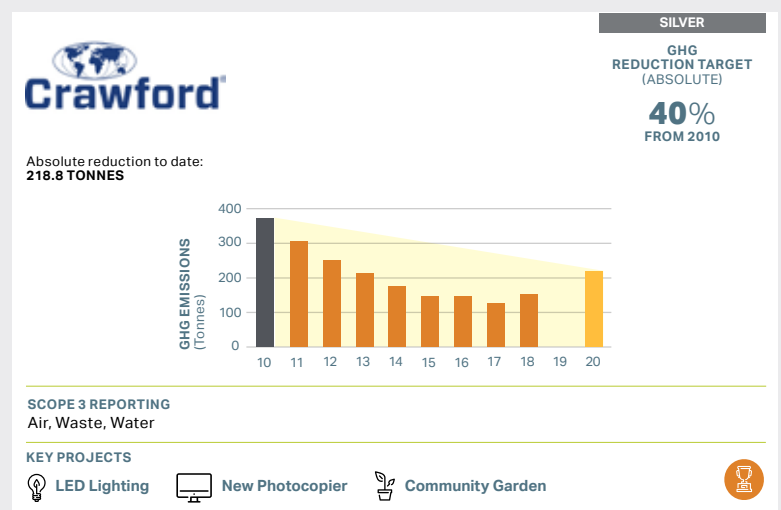 SILVER
Crawford
GHG
REDUCTION TARGET
(ABSOLUTE)
40%
FROM 2010
Absolute reduction to date:
218.8 TONNES
GHG EMISSIONS
(Tonnes)
400
300
200
100
0
10 11 12 13 14 15 16 17 18 19 20
SCOPE 3 REPORTING
Air, Waste, Water
KEY PROJECTS
LED Lighting New Photocopier Community Garden